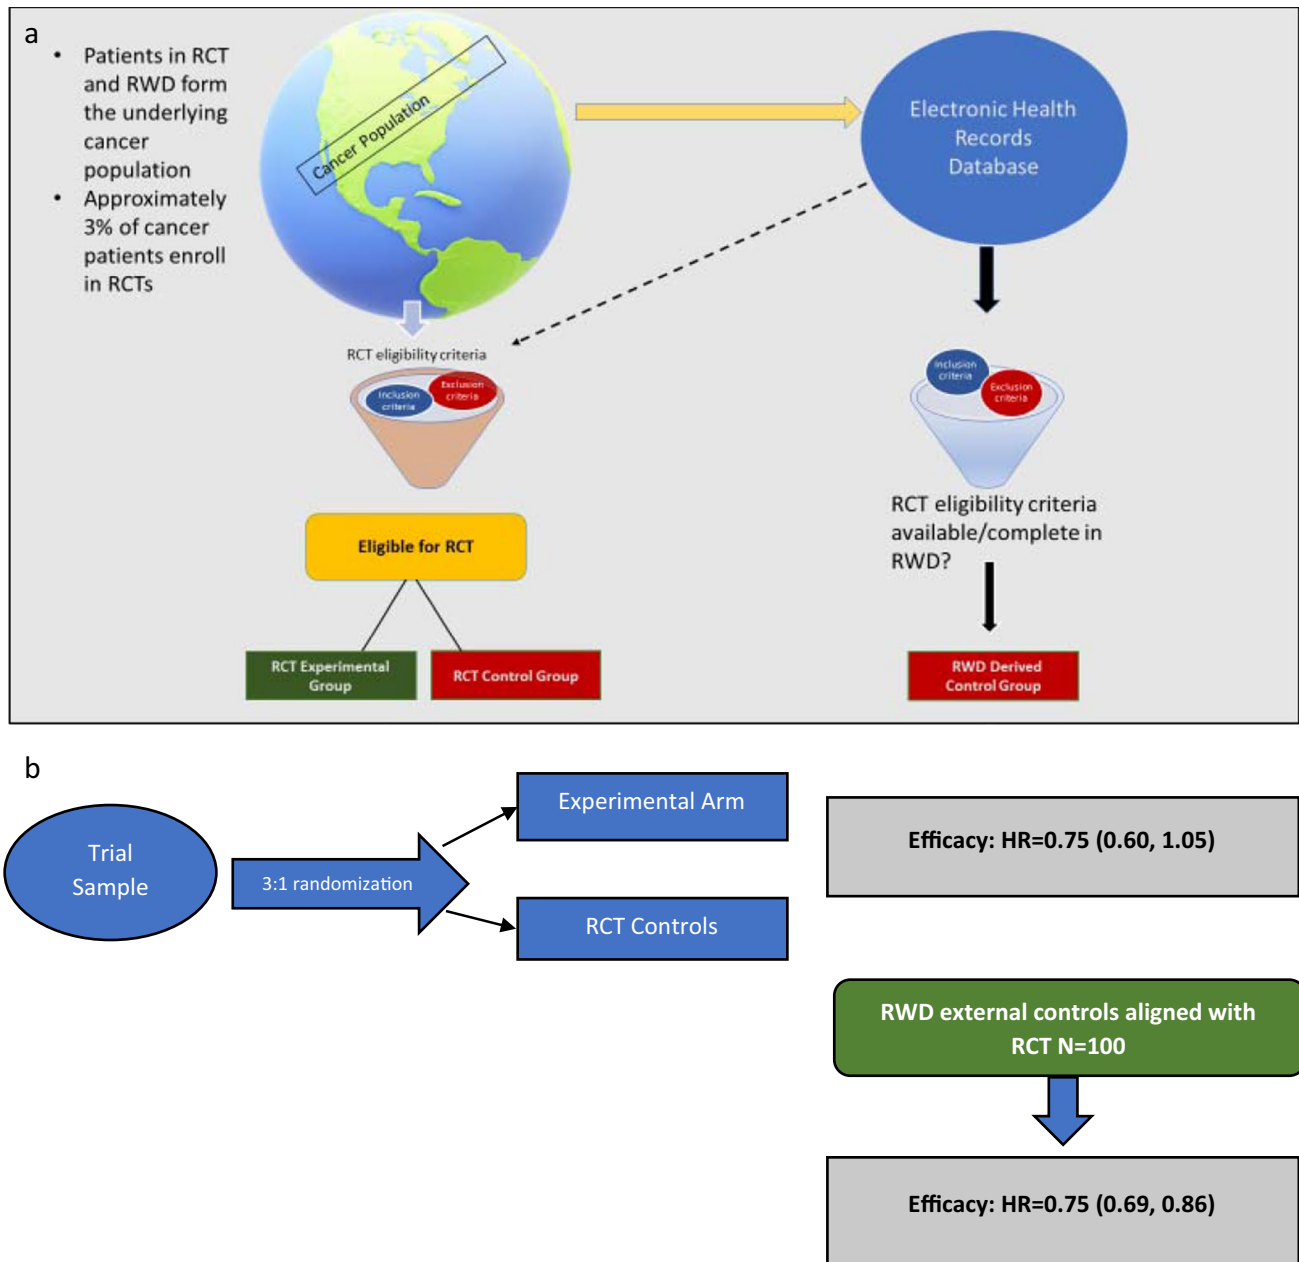 a
• Patients in RCT
and RWD form
the underlying
cancer
population
• Approximately
3% of cancer
patients enroll
in RCTs
Cancer Population
Electronic Health
Records
Database
RCT eligibility criteria
Inclusion
criteria
Exclusion
criteria
Inclusion
criteria
Exclusion
criteria
RCT eligibility criteria
available/complete in
RWD?
Eligible for RCT
RCT Experimental
Group
RCT Control Group
RWD Derived
Control Group
b
Trial
Sample
3:1 randomization
Experimental Arm
RCT Controls
Efficacy: HR=0.75 (0.60, 1.05)
RWD external controls aligned with
RCT N=100
Efficacy: HR=0.75 (0.69, 0.86)